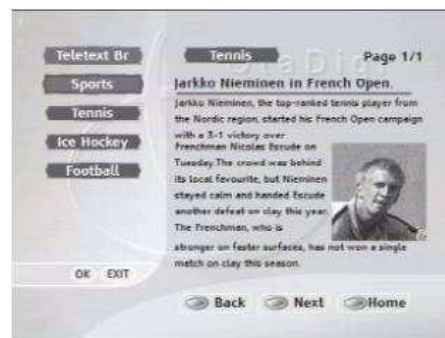 Teletext Br
Sports
Tennis
Ice Hockey
Football
OK EXIT
Tennis
Page 1/1
Jarkko Nieminen in French Open.
Jarkko Nieminen, the top-ranked tennis player from
the Nordic region, started his French Open campaign
with a 3-1 victory over
Frenchman Nicolas Escude on
Tuesday. The crowd was behind
its local favourite, but Nieminen
stayed calm and handed Escude
another defeat on clay this year.
The Frenchman, who is
stronger on faster surfaces, has not won a single
match on clay this season.
Back Next Home